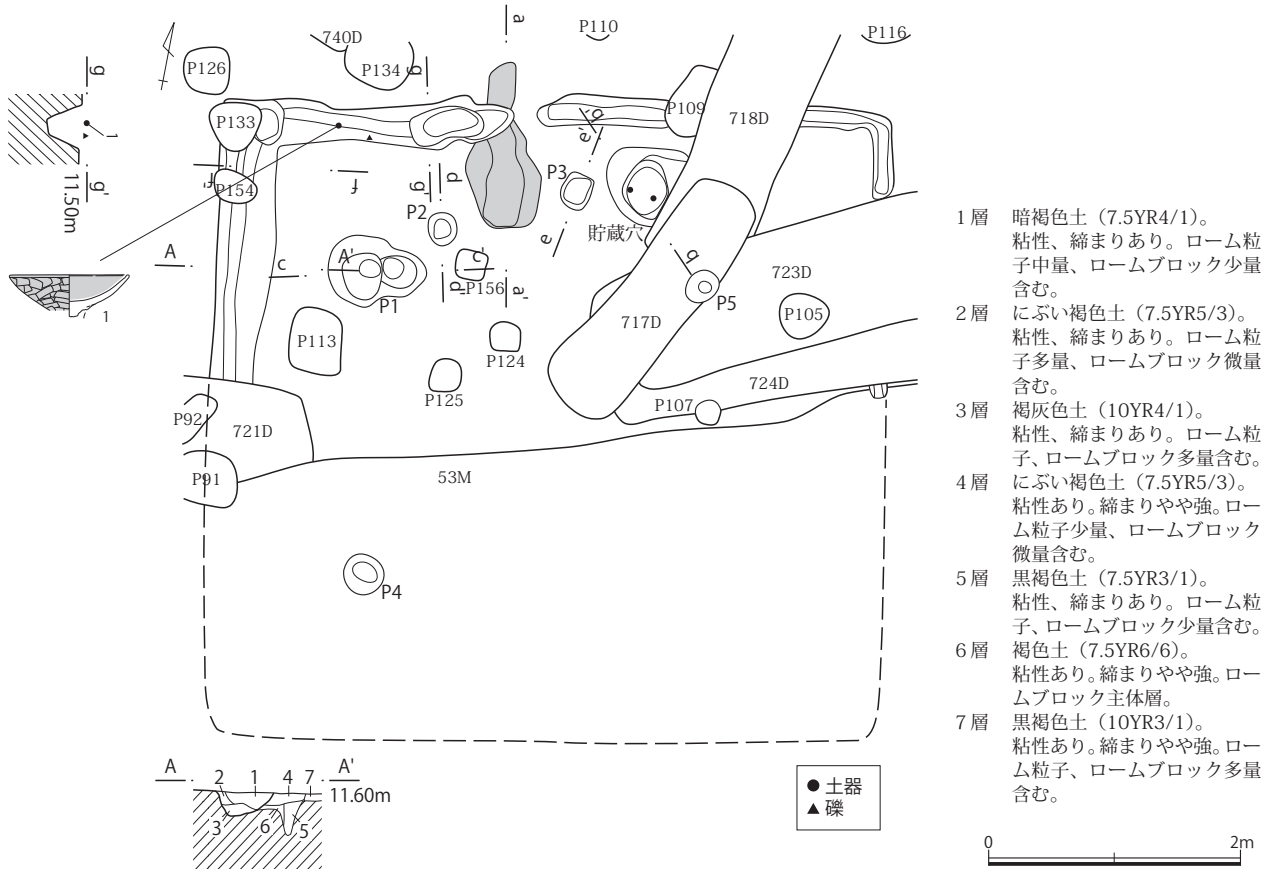 a
P110
P116
740D
P134
P126
g
g
P133
P109
718D
b'
e'
1
g'
11.50m
f'
P154
f
g'
d
P2
P3
e
貯蔵穴
A
c
A'
P1
c'
P156
d'
a'
b
P5
723D
P105
717D
1
P113
P124
P125
724D
P107
P92
721D
P91
53M
P4
A
A'
2
1
4
7
11.60m
3
6
5
● 土器
▲ 礫
1層 暗褐色土（7.5YR4/1）。
粘性、締まりあり。ローム粒
子中量、ロームブロック少量
含む。
2層 にぶい褐色土（7.5YR5/3）。
粘性、締まりあり。ローム粒
子多量、ロームブロック微量
含む。
3層 褐灰色土（10YR4/1）。
粘性、締まりあり。ローム粒
子、ロームブロック多量含む。
4層 にぶい褐色土（7.5YR5/3）。
粘性あり。締まりやや強。ロー
ム粒子少量、ロームブロック
微量含む。
5層 黒褐色土（7.5YR3/1）。
粘性、締まりあり。ローム粒
子、ロームブロック少量含む。
6層 褐色土（7.5YR6/6）。
粘性あり。締まりやや強。ロー
ムブロック主体層。
7層 黒褐色土（10YR3/1）。
粘性あり。締まりやや強。ロー
ム粒子、ロームブロック多量
含む。
0
2m